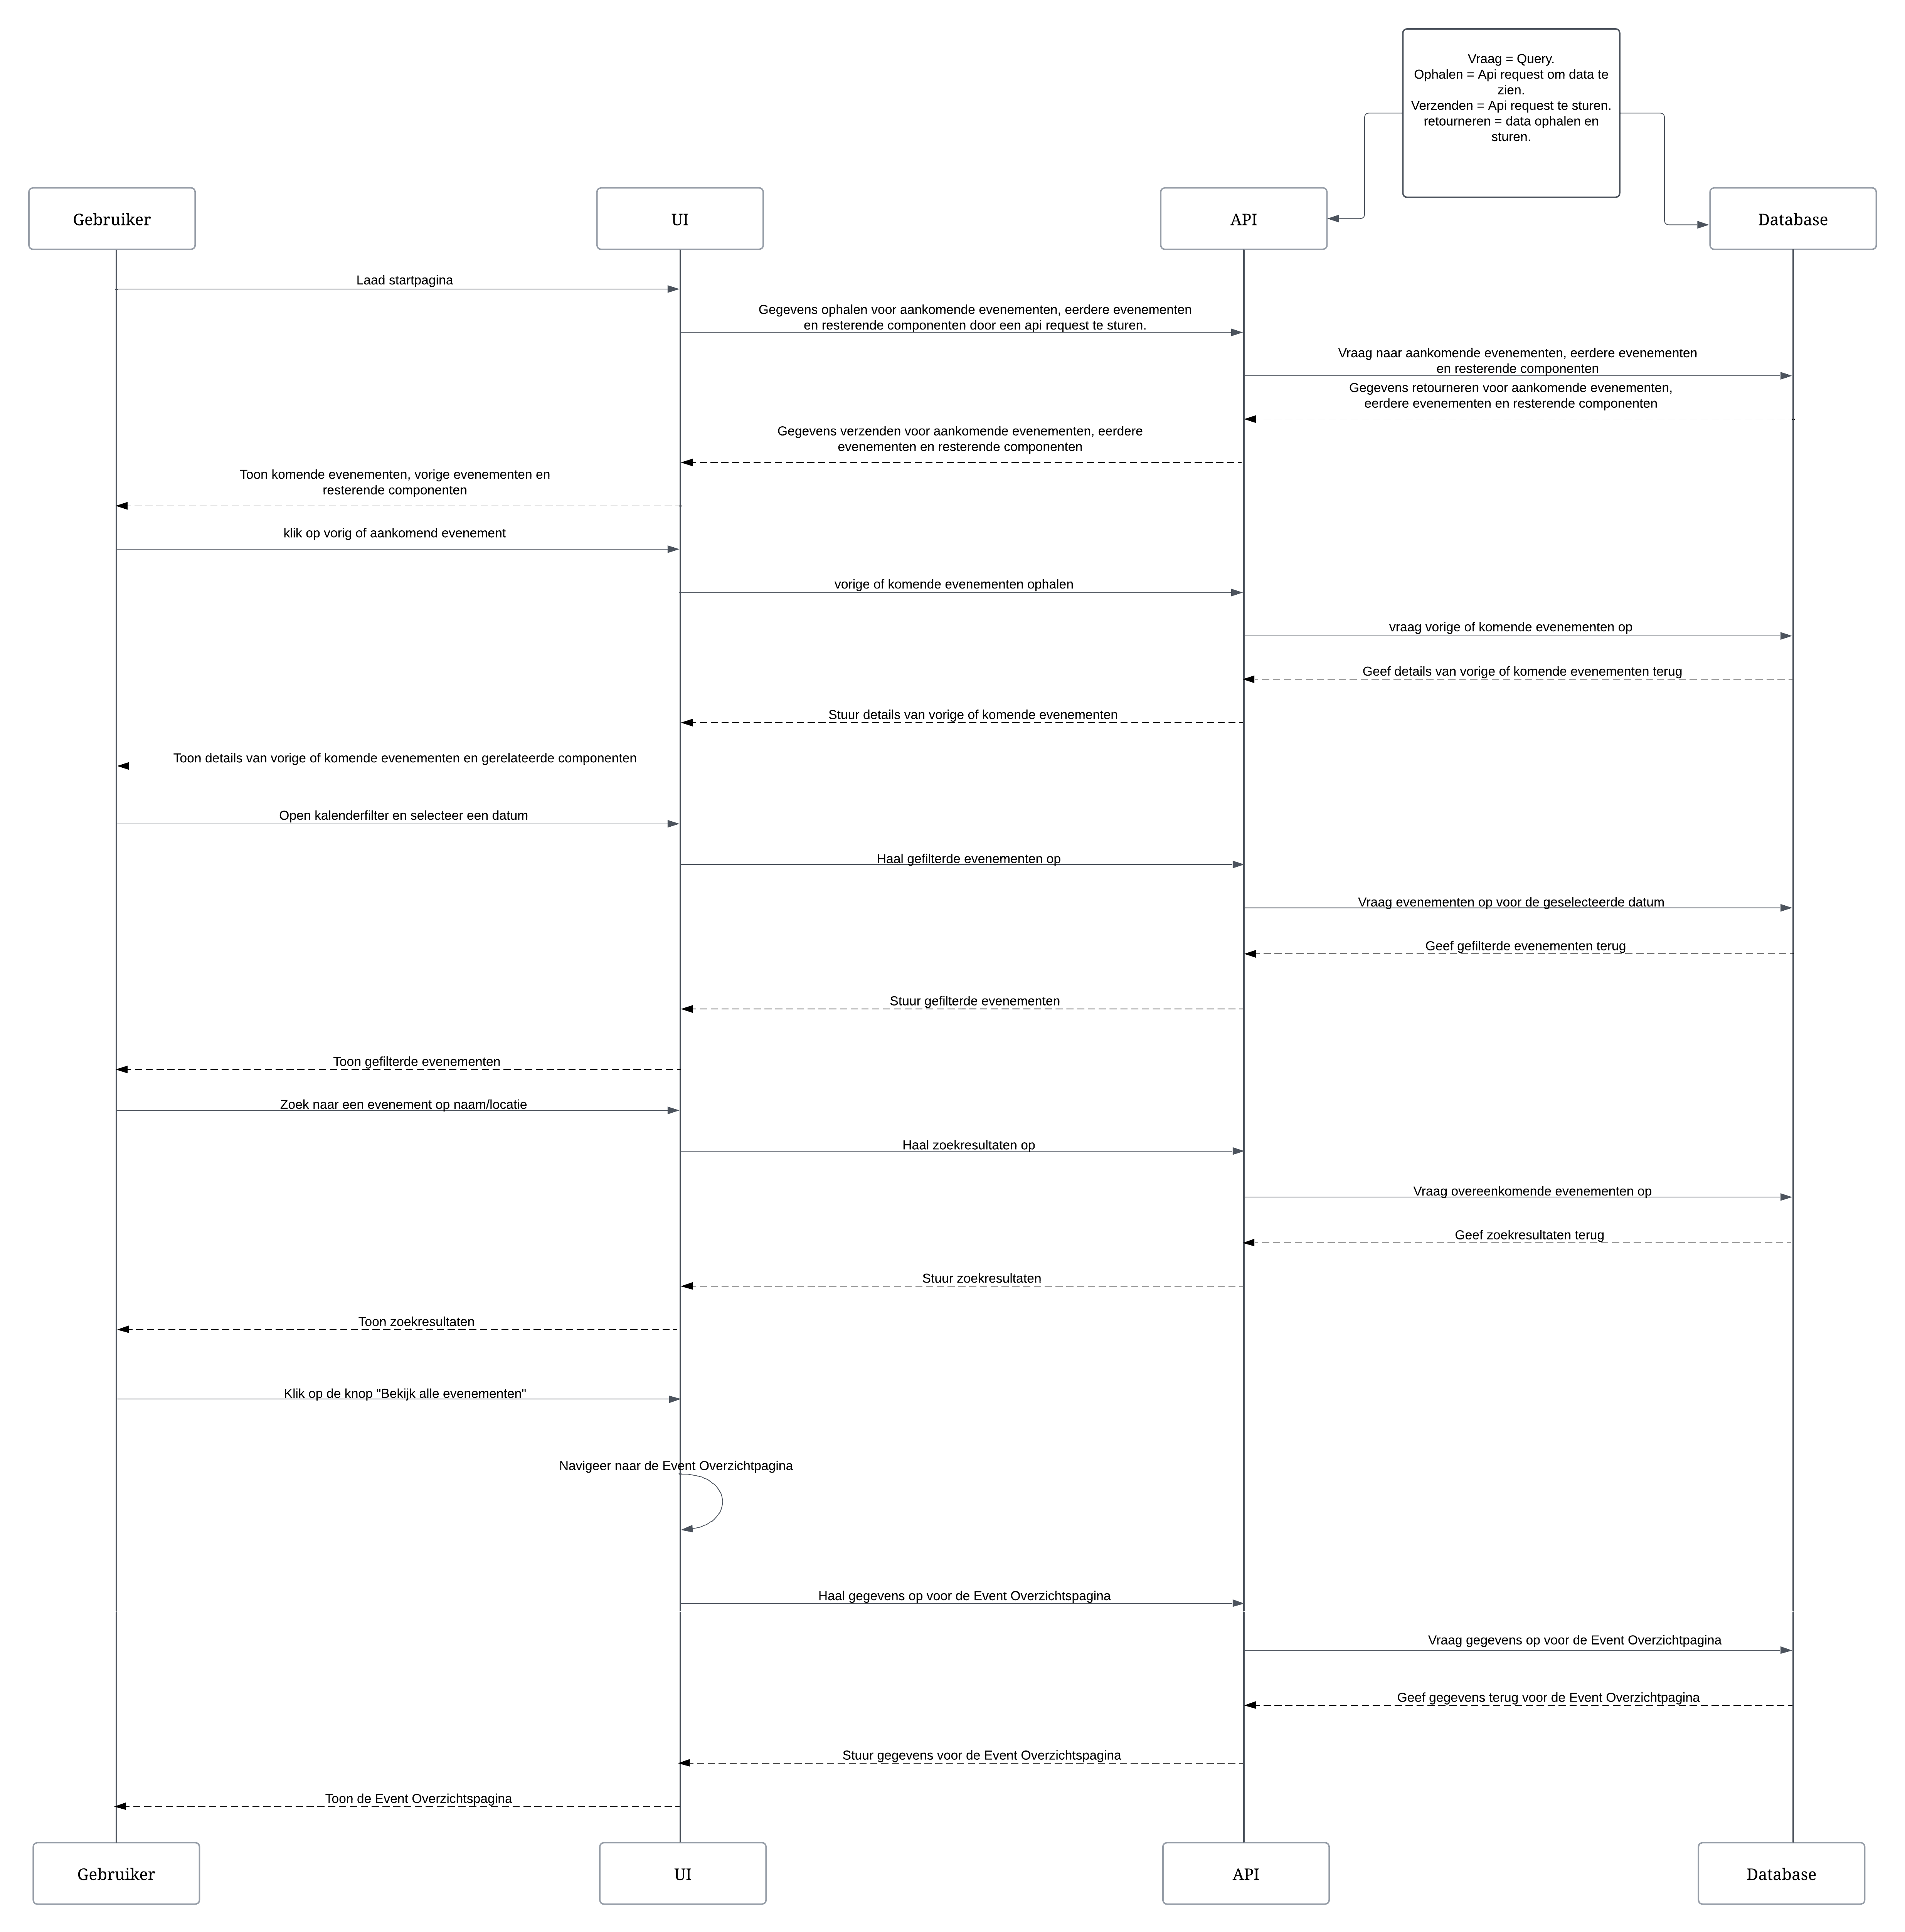 Vraag = Query.
Ophalen = Api request om data te
zien.
Verzenden = Api request te sturen.
retourneren = data ophalen en
sturen.
Gebruiker
UI
API
Database
Laad startpagina
Gegevens ophalen voor aankomende evenementen, eerdere evenementen
en resterende componenten door een api request te sturen.
Vraag naar aankomende evenementen, eerdere evenementen
en resterende componenten
Gegevens retourneren voor aankomende evenementen,
eerdere evenementen en resterende componenten
Gegevens verzenden voor aankomende evenementen, eerdere
evenementen en resterende componenten
Toon komende evenementen, vorige evenementen en
resterende componenten
klik op vorig of aankomend evenement
vorige of komende evenementen ophalen
vraag vorige of komende evenementen op
Geef details van vorige of komende evenementen terug
Stuur details van vorige of komende evenementen
Toon details van vorige of komende evenementen en gerelateerde componenten
Open kalenderfilter en selecteer een datum
Haal gefilterde evenementen op
Vraag evenementen op voor de geselecteerde datum
Geef gefilterde evenementen terug
Stuur gefilterde evenementen
Toon gefilterde evenementen
Zoek naar een evenement op naam/locatie
Haal zoekresultaten op
Vraag overeenkomende evenementen op
Geef zoekresultaten terug
Stuur zoekresultaten
Toon zoekresultaten
Klik op de knop "Bekijk alle evenementen"
Navigeer naar de Event Overzichtpagina
Haal gegevens op voor de Event Overzichtspagina
Vraag gegevens op voor de Event Overzichtpagina
Geef gegevens terug voor de Event Overzichtpagina
Stuur gegevens voor de Event Overzichtspagina
Toon de Event Overzichtspagina
Gebruiker
UI
API
Database